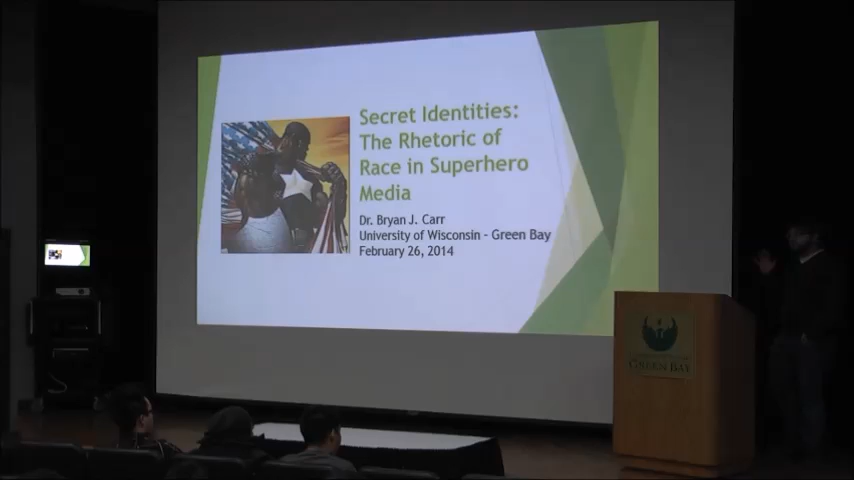 Secret Identities:
The Rhetoric of
Race in Superhero
Media
Dr. Bryan J. Carr
University of Wisconsin - Green Bay
February 26, 2014
GREEN BAY